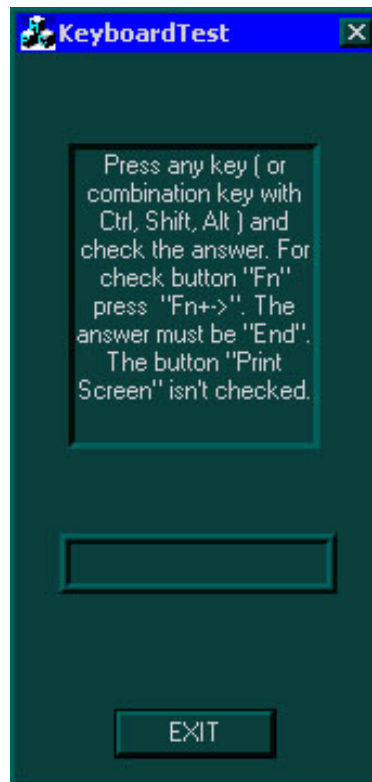 KeyboardTest
Press any key ( or
combination key with
Ctrl, Shift, Alt ) and
check the answer. For
check button "Fn"
press "Fn+->". The
answer must be "End".
The button "Print
Screen" isn't checked.
EXIT